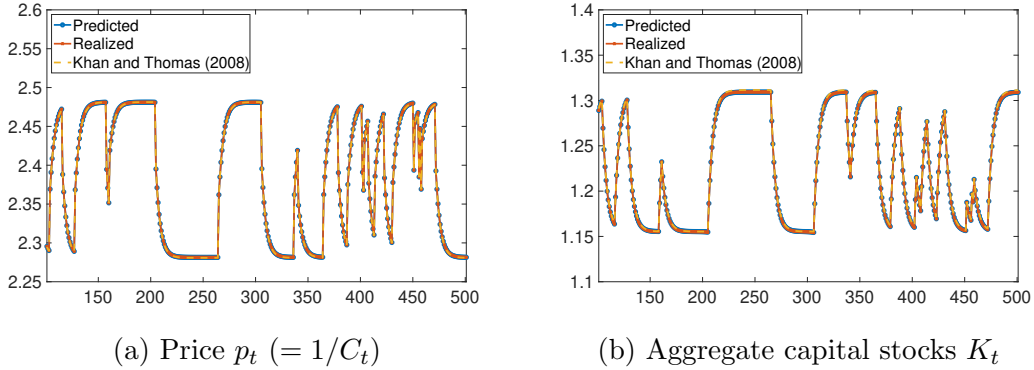 2.6
2.55
2.5
2.45
2.4
2.35
2.3
2.25
Predicted
Realized
Khan and Thomas (2008)
150 200 250 300 350 400 450 500
(a) Price pₜ (= 1/Cₜ)
1.4
1.35
1.3
1.25
1.2
1.15
1.1
Predicted
Realized
Khan and Thomas (2008)
150 200 250 300 350 400 450 500
(b) Aggregate capital stocks Kₜ